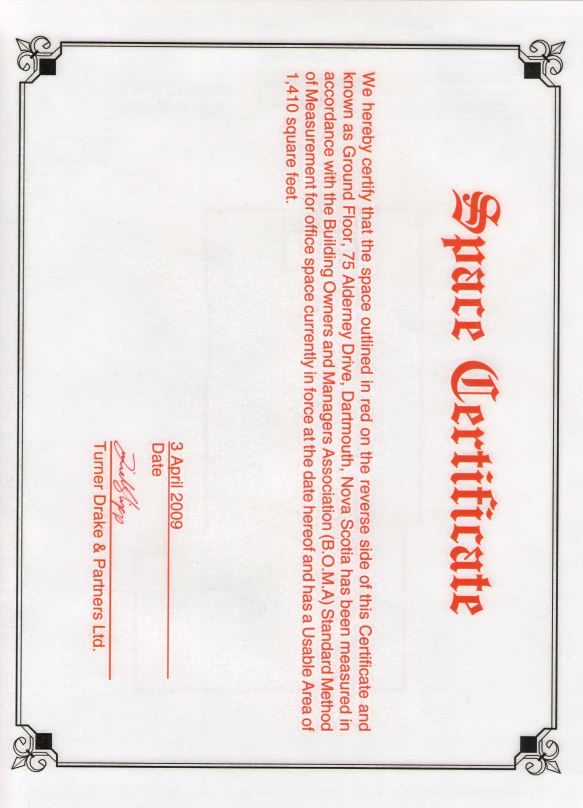 Space Certificate
We hereby certify that the space outlined in red on the reverse side of this Certificate and
known as Ground Floor, 75 Alderney Drive, Dartmouth, Nova Scotia has been measured in
accordance with the Building Owners and Managers Association (B.O.M.A) Standard Method
of Measurement for office space currently in force at the date hereof and has a Usable Area of
1,410 square feet.
3 April 2009
Date
Turner Drake & Partners Ltd.